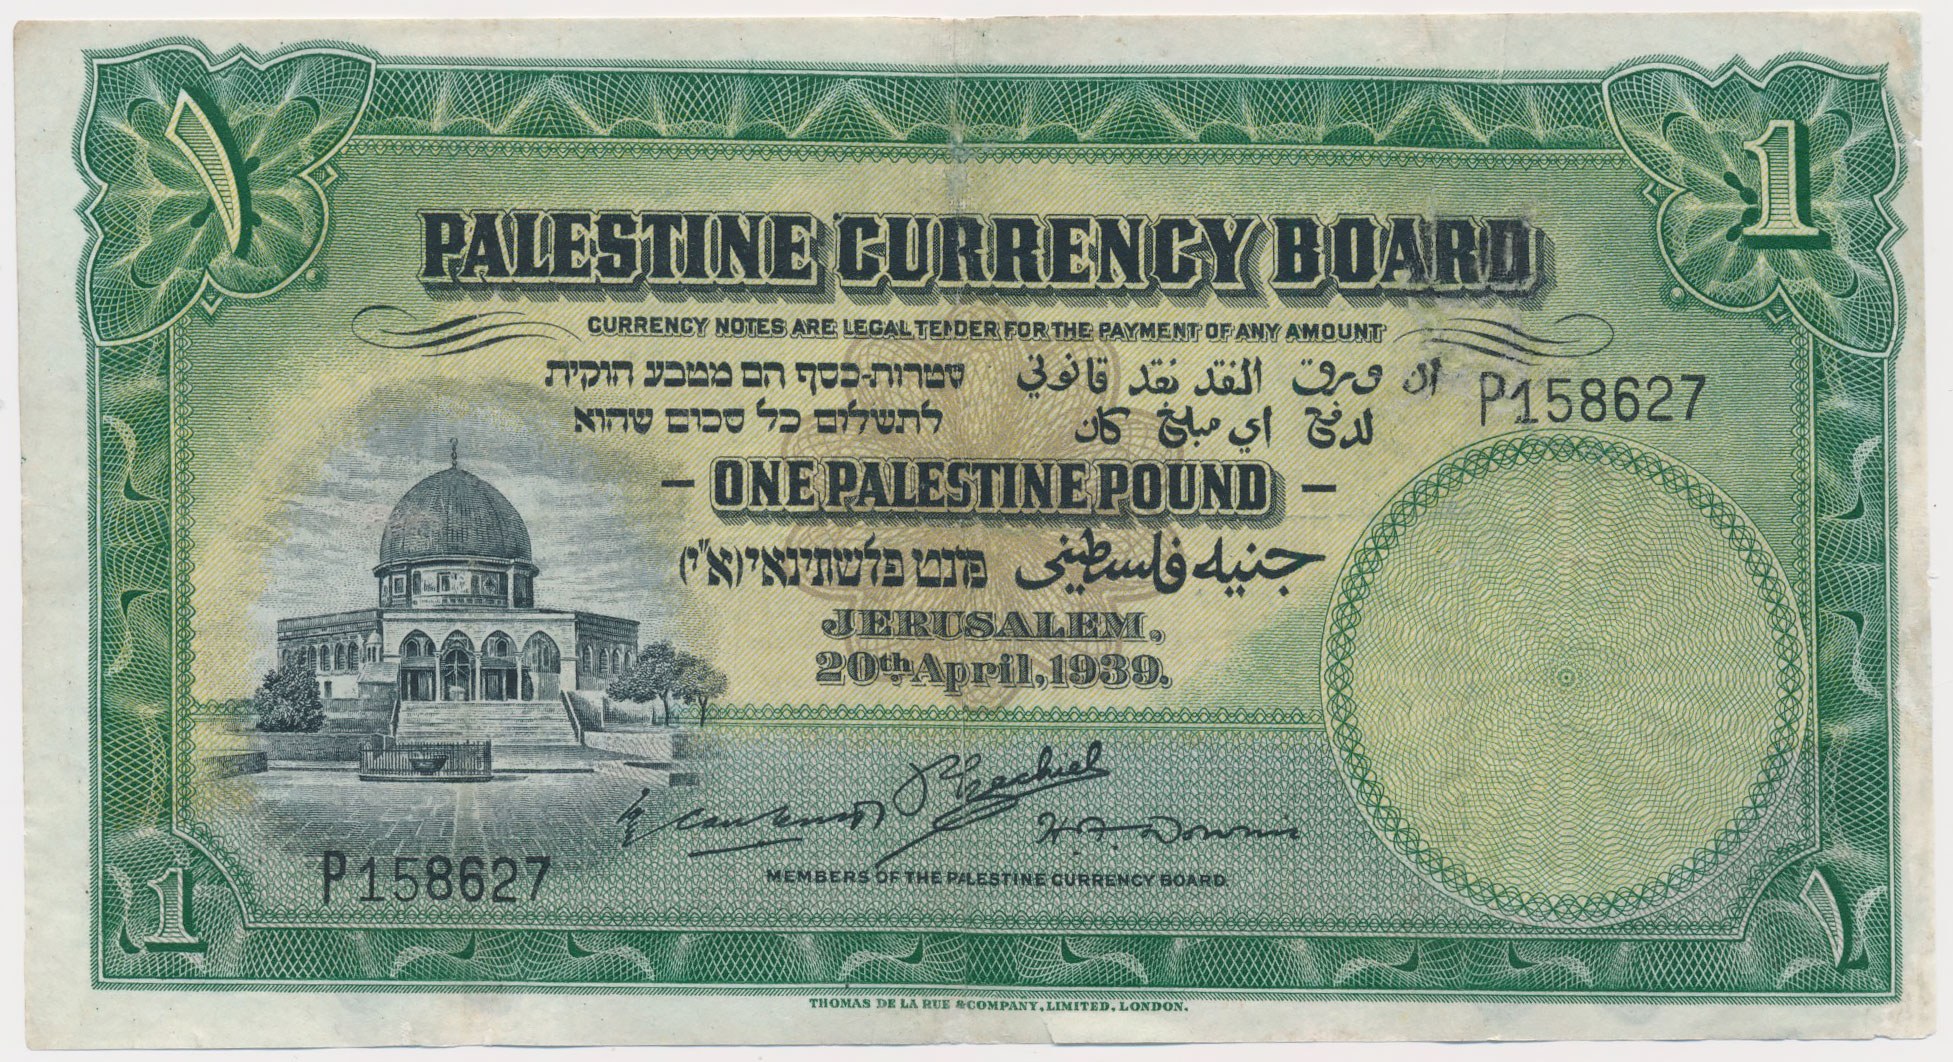 ١
1
PALESTINE CURRENCY BOARD
CURRENCY NOTES ARE LEGAL TENDER FOR THE PAYMENT OF ANY AMOUNT
שטרות-כסף הם מטבע חוקית
לתשלום כל סכום שהוא
ان ورق النقد نقد قانوني
لدفع اي مبلغ كان
P158627
ONE PALESTINE POUND
פונט פלשתינאי(א״י)
جنيه فلسطيني
JERUSALEM,
20th April, 1939.
P158627
MEMBERS OF THE PALESTINE CURRENCY BOARD.
1
١
THOMAS DE LA RUE & COMPANY, LIMITED, LONDON.